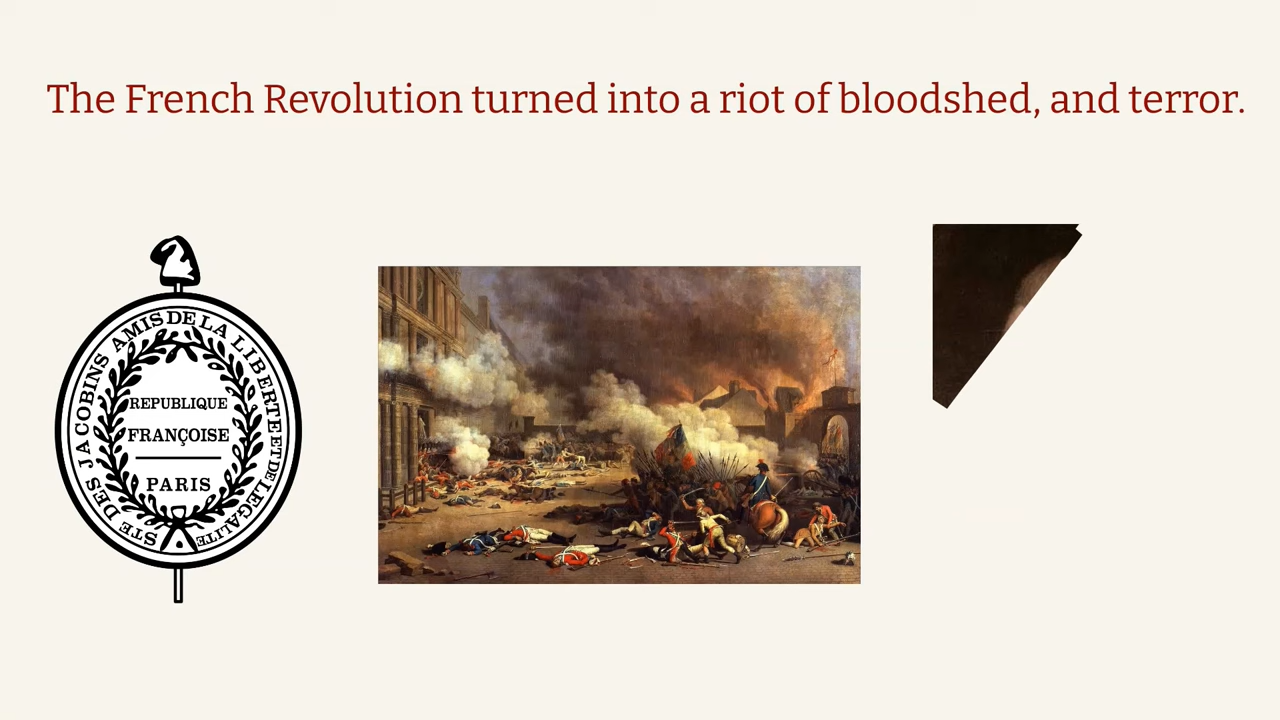 The French Revolution turned into a riot of bloodshed, and terror.
STE DES JACOBINS AMIS DE LA LIBERTE ET DE LEGALITE
REPUBLIQUE
FRANÇOISE
PARIS